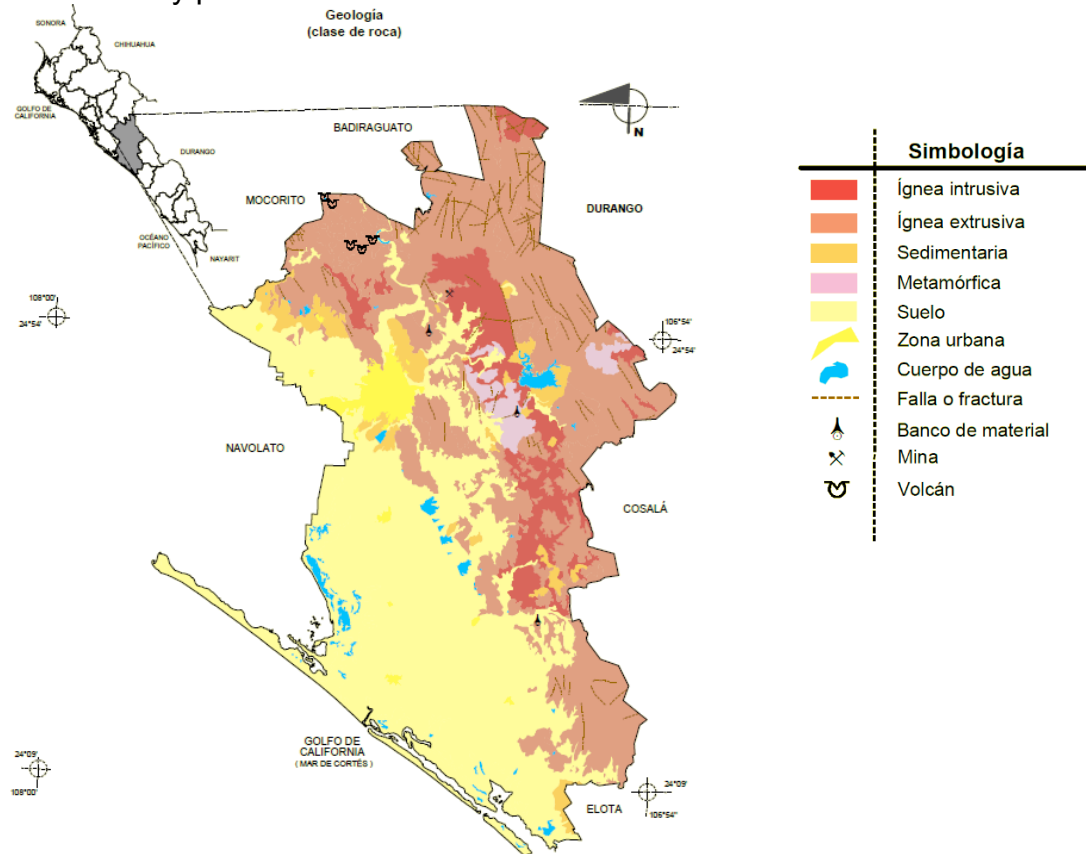 Geología
(clase de roca)
SONORA
CHIHUAHUA
GOLFO DE
CALIFORNIA
DURANGO
OCÉANO
PACÍFICO
NAYARIT
BADIRAGUATO
N
MOCORITO
DURANGO
109°00'
24°54'
106°54'
24°54'
NAVOLATO
COSALÁ
GOLFO DE
CALIFORNIA
( MAR DE CORTÉS )
24°09'
108°00'
ELOTA
24°09'
106°54'
Simbología
Ígnea intrusiva
Ígnea extrusiva
Sedimentaria
Metamórfica
Suelo
Zona urbana
Cuerpo de agua
Falla o fractura
Banco de material
Mina
Volcán